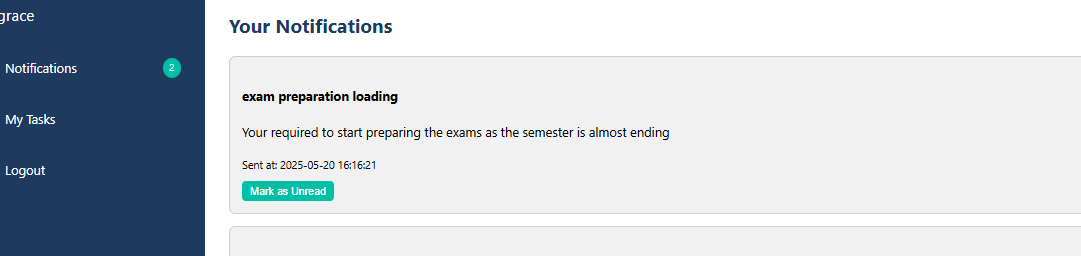 grace
Notifications 2
My Tasks
Logout
Your Notifications
exam preparation loading
Your required to start preparing the exams as the semester is almost ending
Sent at: 2025-05-20 16:16:21
Mark as Unread